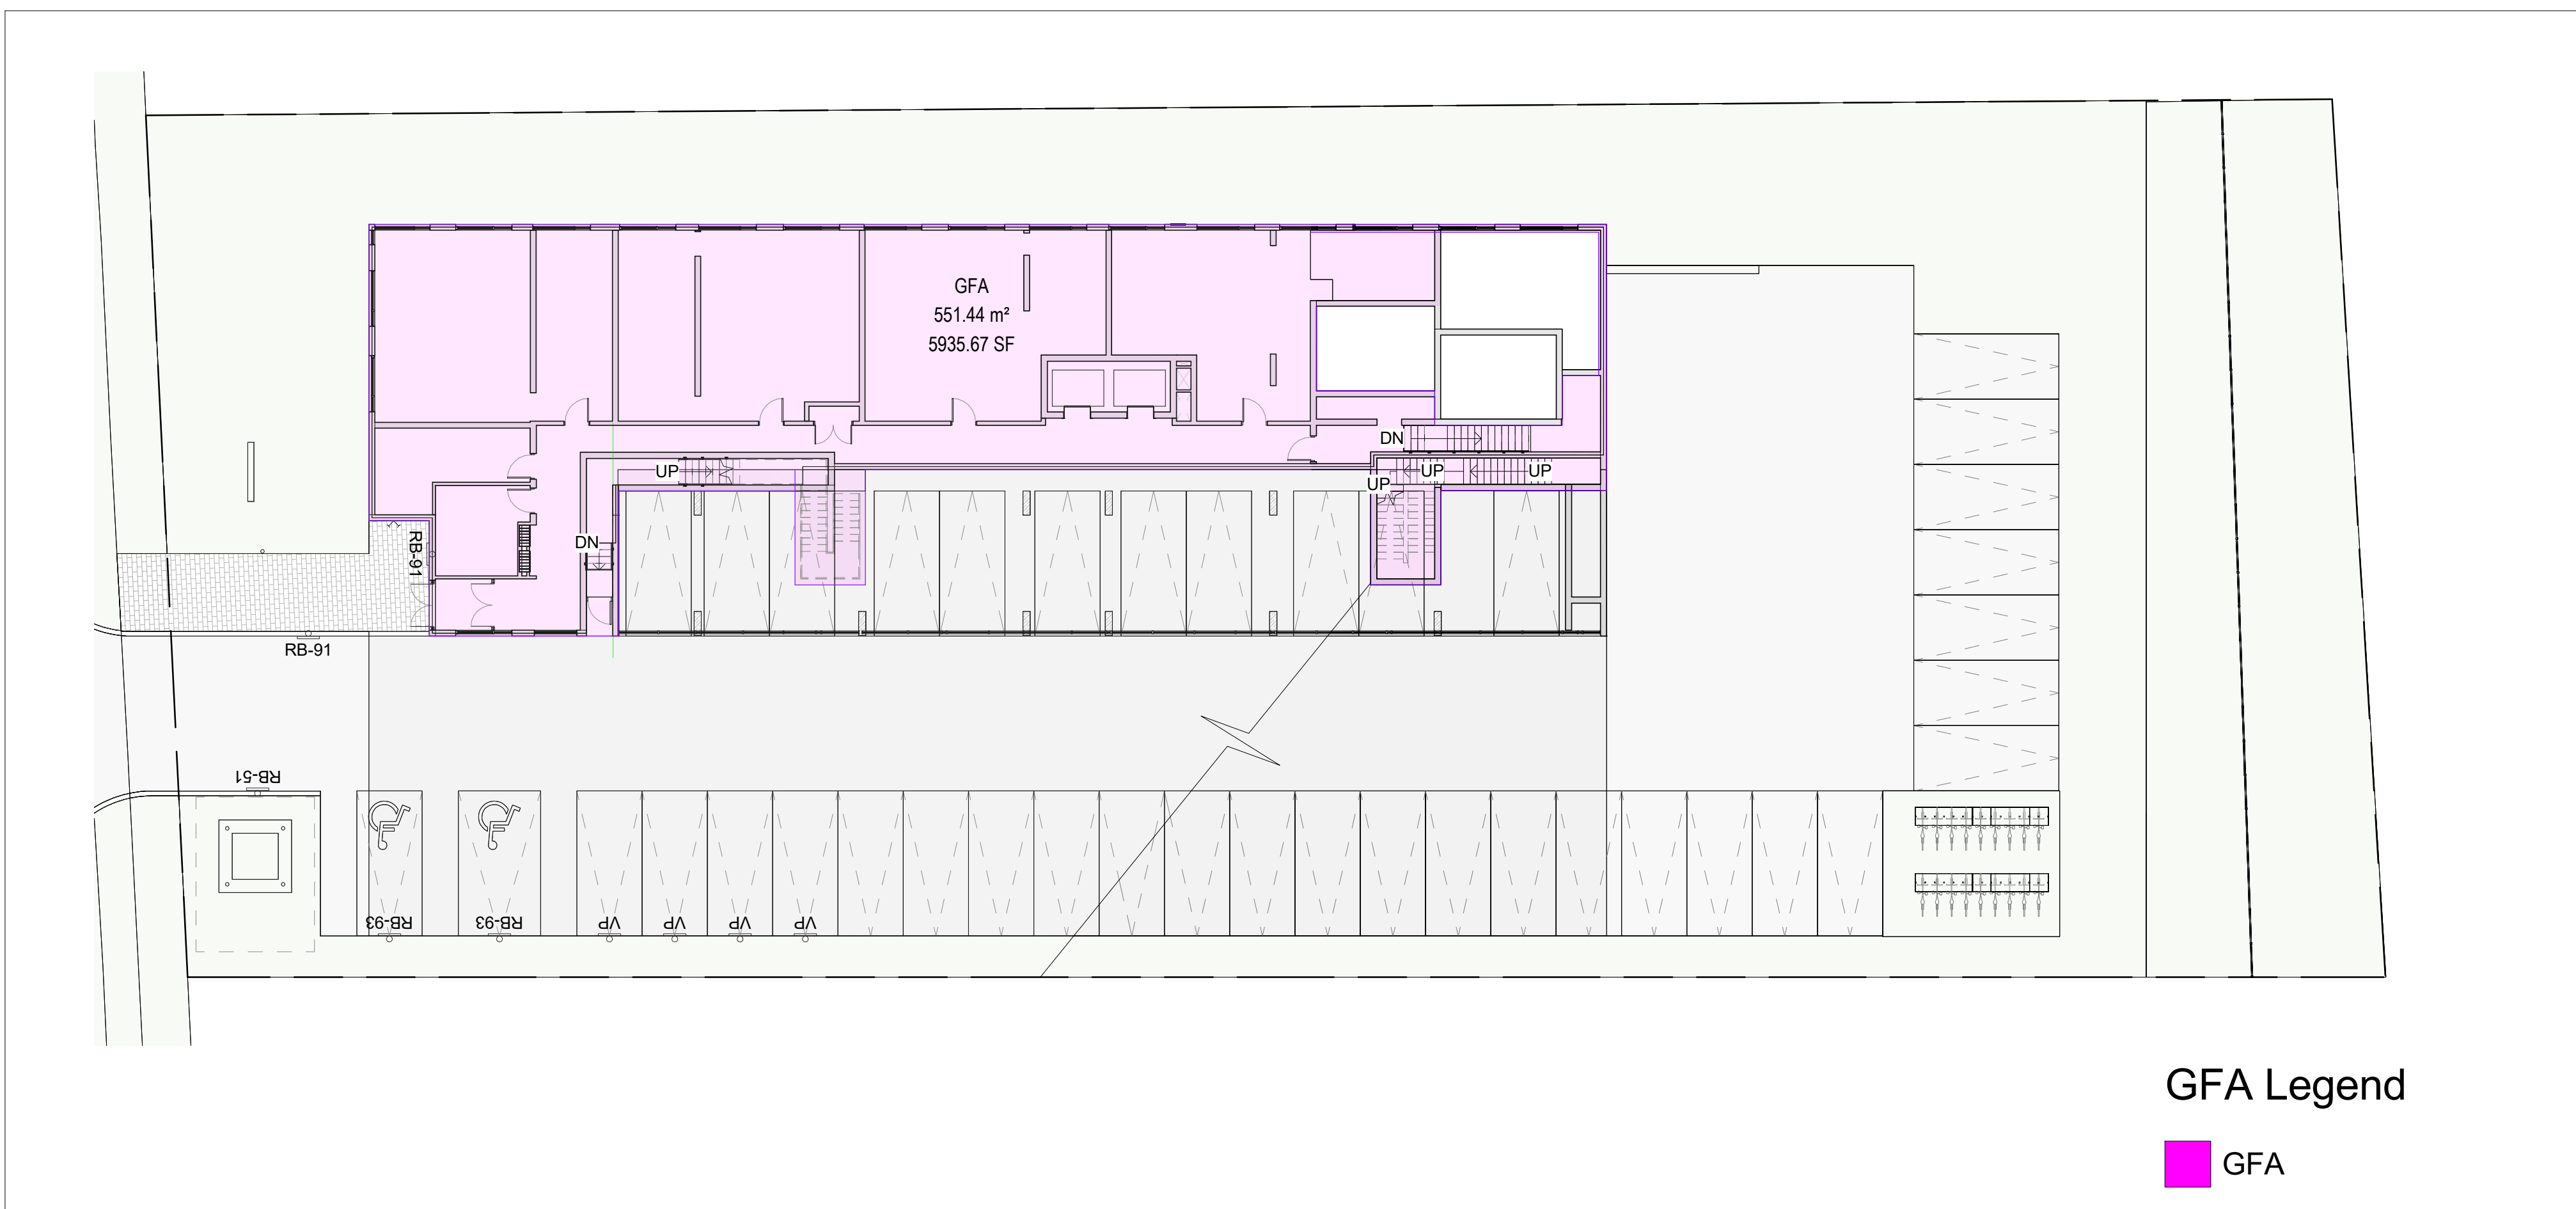 GFA
551.44 m²
5935.67 SF
DN
UP
UP
UP
UP
DN
RB-91
RB-91
RB-51
RB-93
RB-93
VP
VP
VP
VP
GFA Legend
GFA